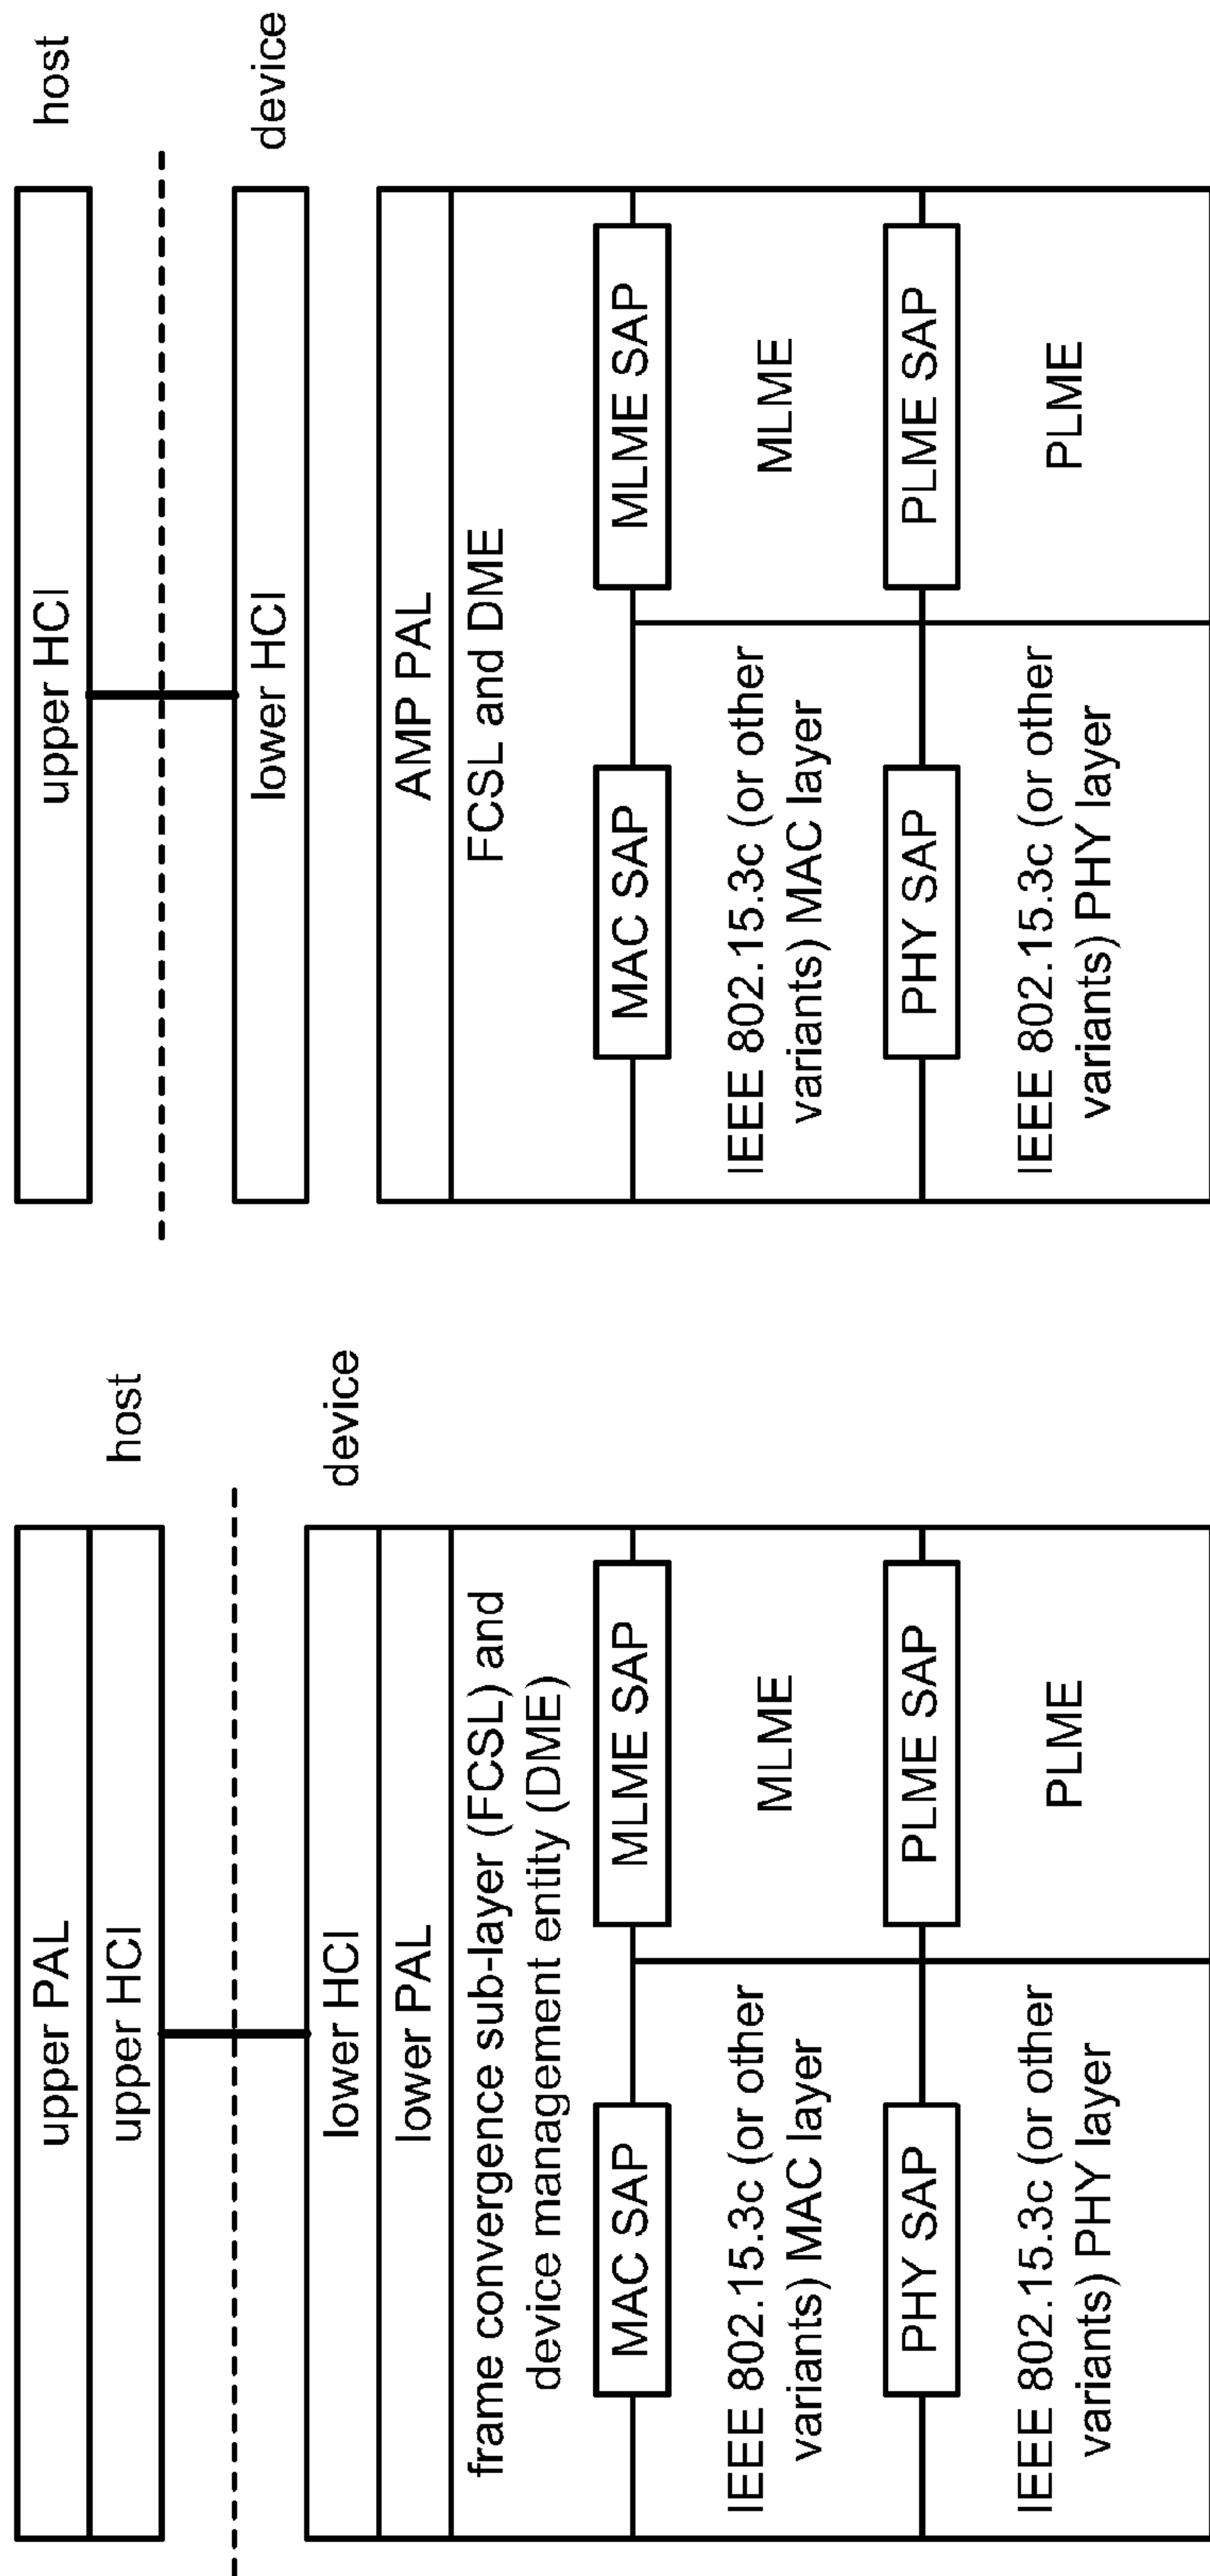 upper PAL
upper HCI
host
device
lower HCI
lower PAL
frame convergence sub-layer (FCSL) and
device management entity (DME)
MAC SAP
MLME SAP
IEEE 802.15.3c (or other
variants) MAC layer
MLME
PHY SAP
PLME SAP
IEEE 802.15.3c (or other
variants) PHY layer
PLME
upper HCI
host
device
lower HCI
AMP PAL
FCSL and DME
MAC SAP
MLME SAP
IEEE 802.15.3c (or other
variants) MAC layer
MLME
PHY SAP
PLME SAP
IEEE 802.15.3c (or other
variants) PHY layer
PLME